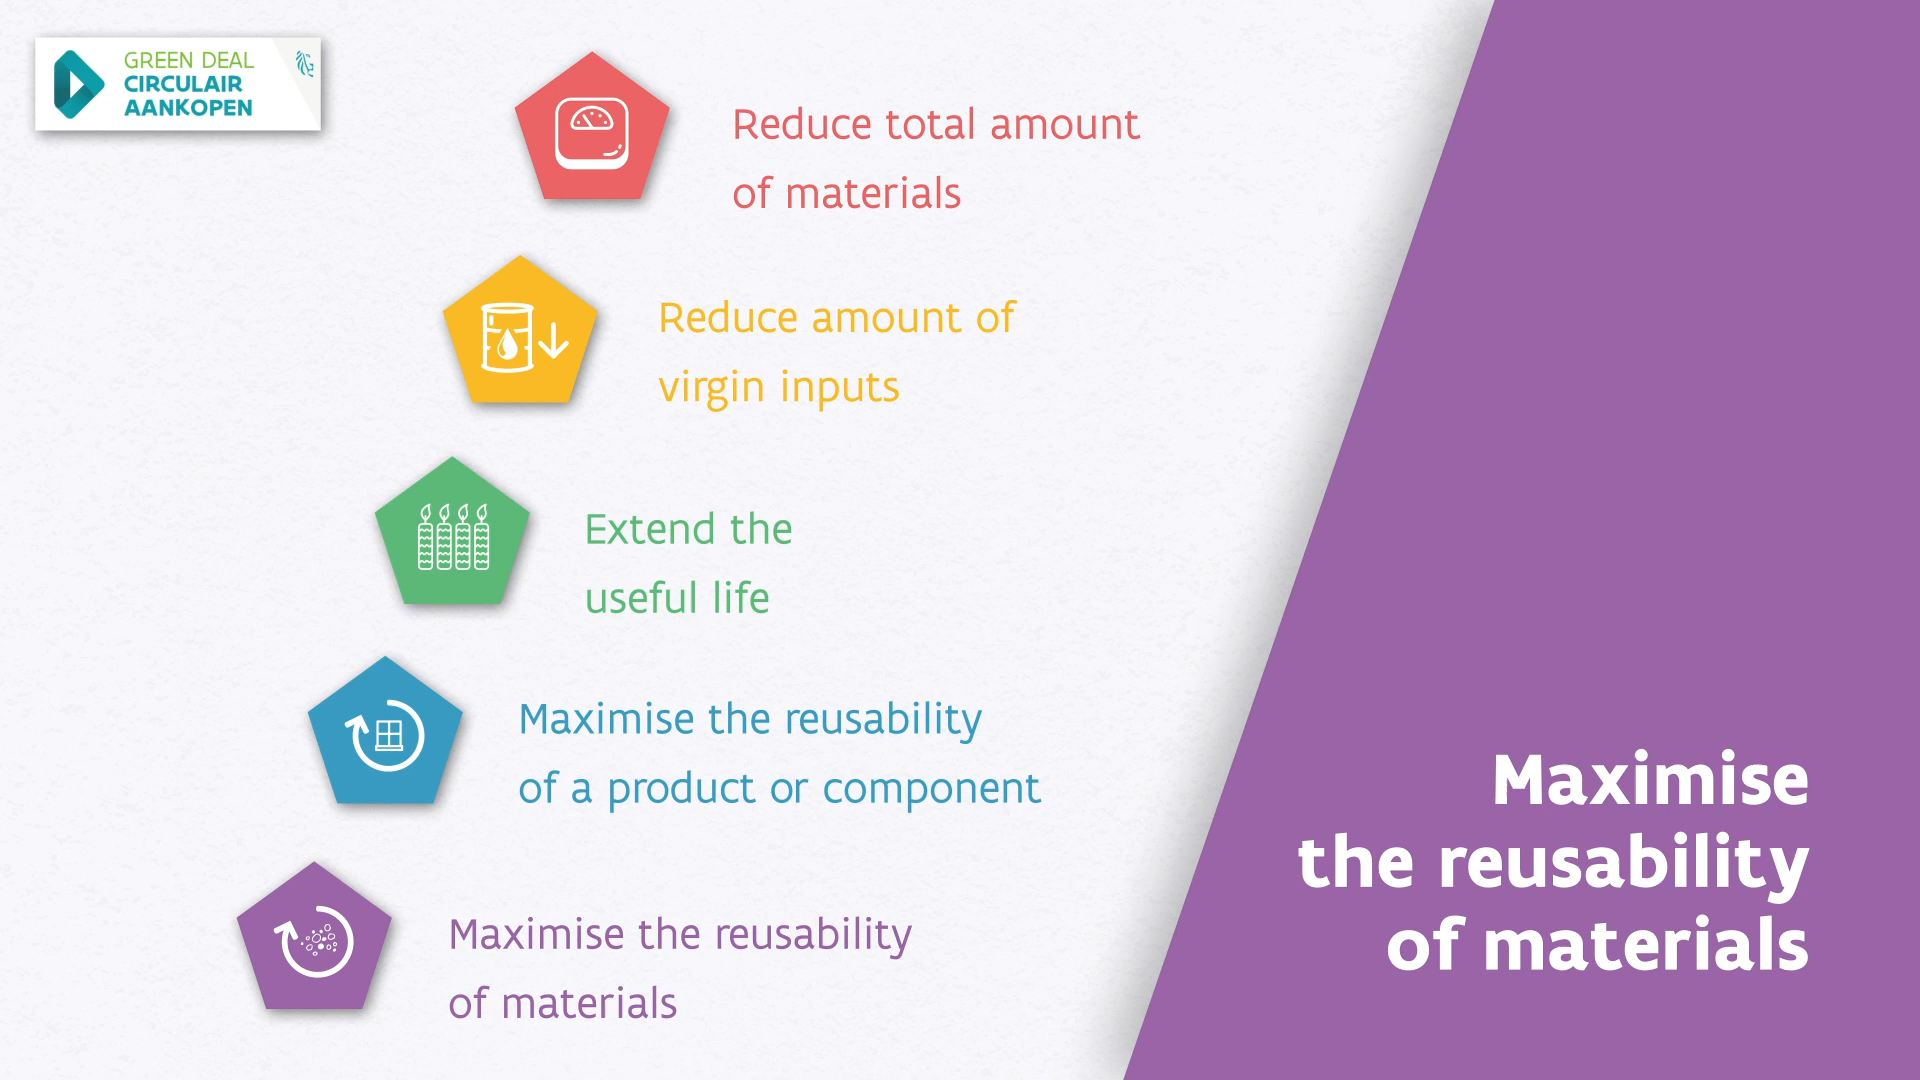 GREEN DEAL
CIRCULAIR
AANKOPEN
Reduce total amount
of materials
Reduce amount of
virgin inputs
Extend the
useful life
Maximise the reusability
of a product or component
Maximise the reusability
of materials
Maximise
the reusability
of materials